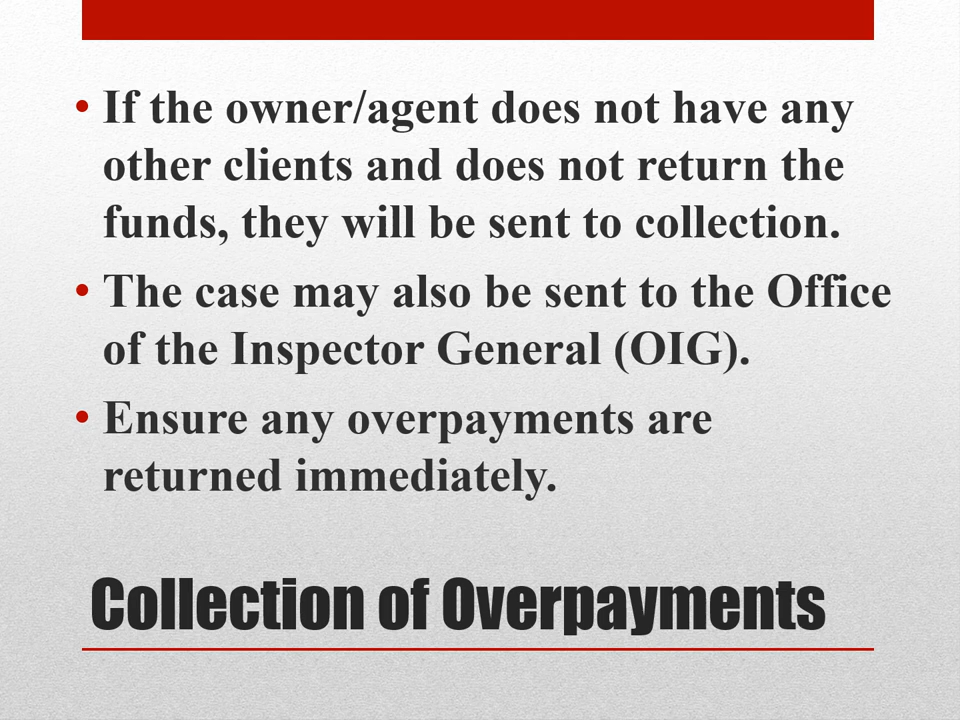 • If the owner/agent does not have any
other clients and does not return the
funds, they will be sent to collection.
• The case may also be sent to the Office
of the Inspector General (OIG).
• Ensure any overpayments are
returned immediately.
Collection of Overpayments